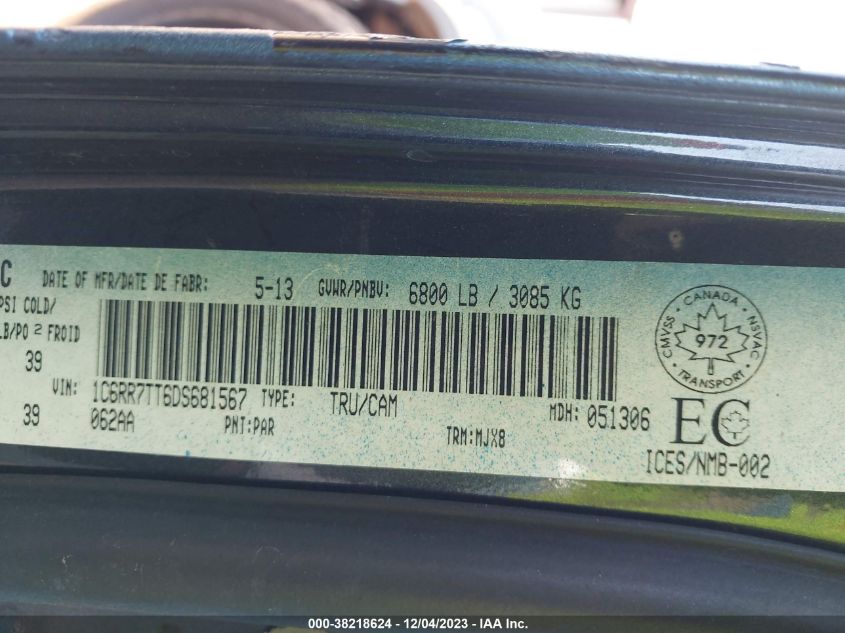 C DATE OF MFR/DATE DE FABR: 5-13 GVWR/PNBV: 6800 LB / 3085 KG
PSI COLD/
LB/PO 2 FROID
39
VIN: 1C6RR7TT6DS681567 TYPE: TRU/CAM MDH: 051306
39 062AA PNT:PAR TRM:MJX8
CANADA
CMVSS 972 NSVAC
TRANSPORT
EC
ICES/NMB-002
000-38218624 - 12/04/2023 - IAA Inc.